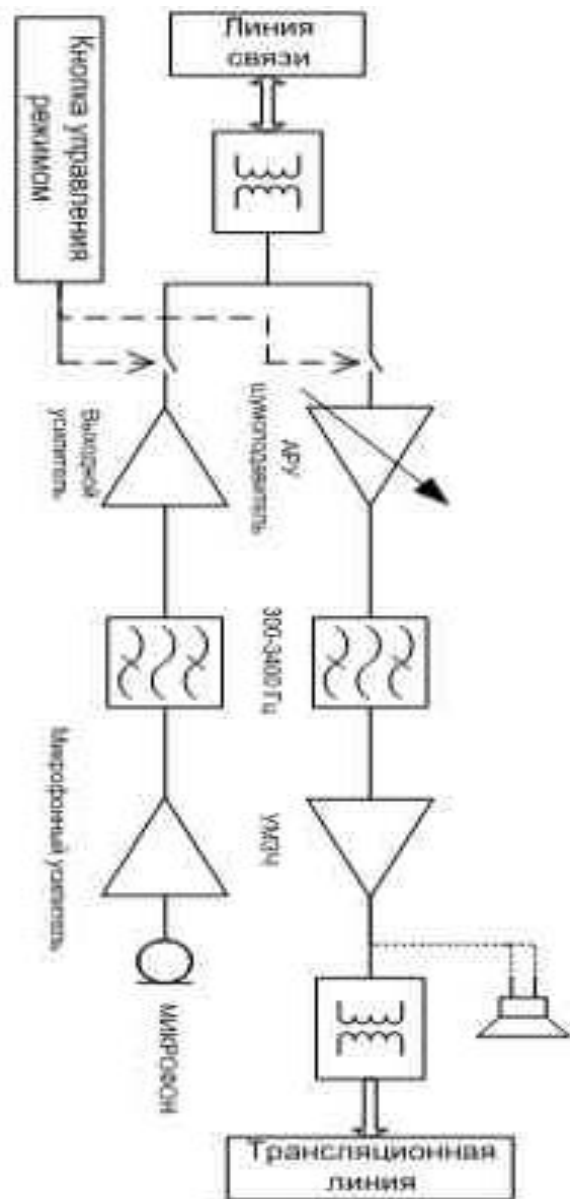 Линия
связи
Кнопка управления
режимом
Выходной
усилитель
АРУ
Шумоподавитель
300-3400 Гц
Микрофонный усилитель
УМЗЧ
МИКРОФОН
Трансляционная
линия